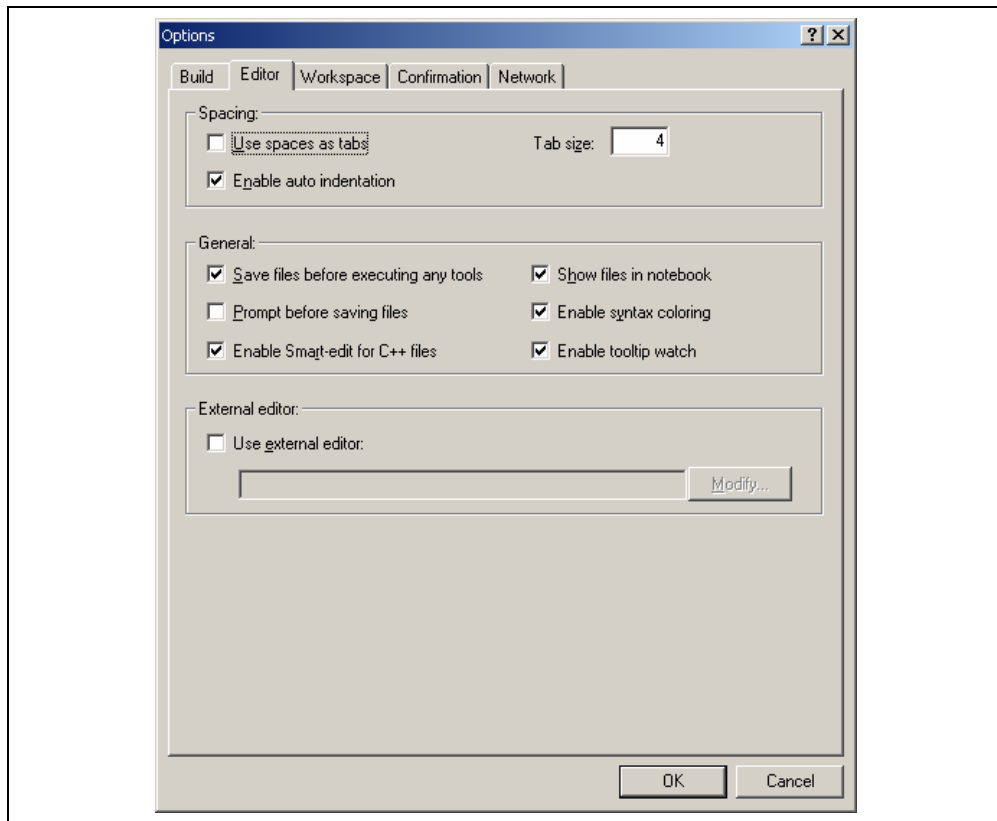 Options
Build Editor Workspace Confirmation Network
Spacing:
Use spaces as tabs Tab size: 4
Enable auto indentation
General:
Save files before executing any tools Show files in notebook
Prompt before saving files Enable syntax coloring
Enable Smart-edit for C++ files Enable tooltip watch
External editor:
Use external editor:
Modify...
OK Cancel